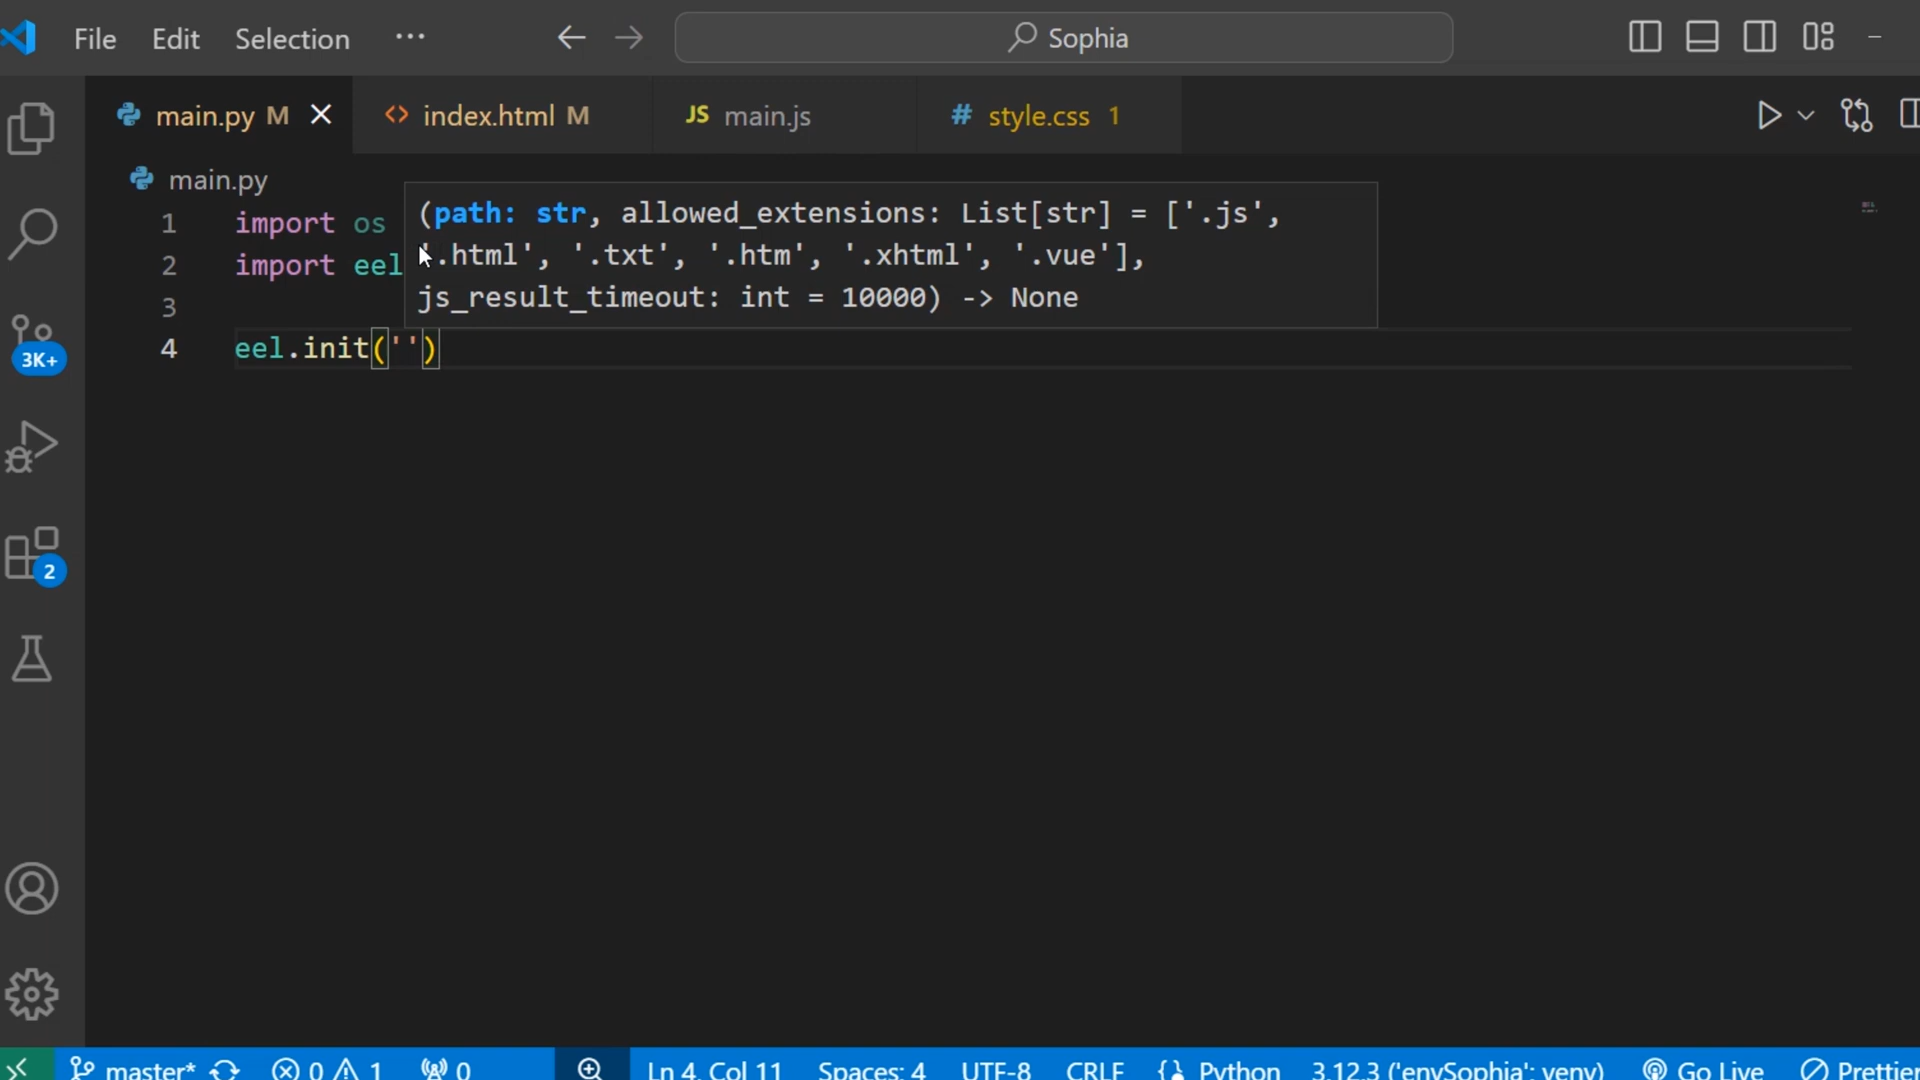 File Edit Selection ··· Sophia
main.py M index.html M JS main.js # style.css 1
main.py
(path: str, allowed_extensions: List[str] = ['.js',
'.html', '.txt', '.htm', '.xhtml', '.vue'],
js_result_timeout: int = 10000) -> None
1 import os
2 import eel
3
4 eel.init('')
3K+
2
master* 0 1 0 Ln 4, Col 11 Spaces: 4 UTF-8 CRLF Python 3.12.3 ('envSophia': venv) Go Live Prettier